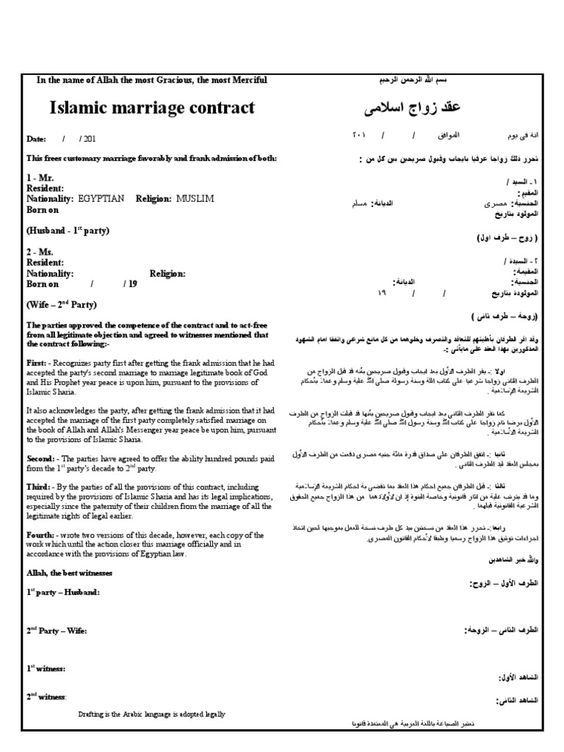 In the name of Allah the most Gracious, the most Merciful
Islamic marriage contract
Date: / / 201
This frees customary marriage favorably and frank admission of both:
1 - Mr.
Resident:
Nationality: EGYPTIAN Religion: MUSLIM
Born on
(Husband - 1st party)
2 - Ms.
Resident:
Nationality: Religion:
Born on / / 19
(Wife – 2nd Party)
The parties approved the competence of the contract and to act-free
from all legitimate objection and agreed to witnesses mentioned that
the contract following:-
First: - Recognizes party first after getting the frank admission that he had
accepted the party's second marriage to marriage legitimate book of God
and His Prophet year peace is upon him, pursuant to the provisions of
Islamic Sharia.
It also acknowledges the party, after getting the frank admission that it had
accepted the marriage of the first party completely satisfied marriage on
the book of Allah and Allah's Messenger year peace be upon him, pursuant
to the provisions of Islamic Sharia.
Second: - The parties have agreed to offer the ability hundred pounds paid
from the 1st party's decade to 2nd party.
Third: - By the parties of all the provisions of this contract, including
required by the provisions of Islamic Sharia and has its legal implications,
especially since the paternity of their children from the marriage of all the
legitimate rights of legal earlier.
Fourth: - wrote two versions of this decade, however, each copy of the
work which until the action closer this marriage officially and in
accordance with the provisions of Egyptian law.
Allah, the best witnesses
1st party – Husband:
2nd Party – Wife:
1st witness:
2nd witness:
Drafting is the Arabic language is adopted legally
بسم الله الرحمن الرحيم
عقد زواج اسلامى
انة فى يوم الموافق / / ٢٠١
نحرر ذلك زواجا عرفيا بايجاب وقبول صريحين بين كل من :
١- السيد /
المقيم :
الجنسية: مصرى الديانة: مسلم
المولود بتاريخ
( زوج – طرف اول)
٢- السيدة /
المقيمة:
الجنسية: الديانة:
المولودة بتاريخ / / ١٩
(زوجة – طرف ثانى )
وقد اقر الطرفان بأهليتهم للتعاقد والتصرف وخلوهما من كل مانع شرعى واتفقا امام الشهود
المذكورين بهذا العقد على مايأتى :-
اولا :- يقر الطرف الأول بعد ايجاب وقبول صريحين بأنه قد قبل الزواج من
الطرف الثانى زواجا شرعيا على كتاب الله وسنة رسولة صلى الله علية وسلم وعملا بأحكام
الشريعة الإسلامية .
كما تقر الطرف الثانى بعد ايجاب وقبول صريحين بأنها قد قبلت الزواج من الطرف
الأول برضا تام زواجا على كتاب الله وسنة رسول الله صلى الله علية وسلم وعملا بأحكام
الشريعة الإسلامية .
ثانيا :- اتفق الطرفان على صداق قدرة مائة جنيه مصرى دفعت من الطرف الأول
بمجلس العقد ليد الطرف الثانى .
ثالثا :- قبل الطرفان جميع احكام هذا العقد بما تقضى بة احكام الشريعة الإسلامية
وما قد يترتب علية من اثار قانونية وخاصة البنوة اذ ان لأولادهما من هذا الزواج جميع الحقوق
الشرعية القانونية قبلهما .
رابعا :- تحرر هذا العقد من نسختين بيد كل طرف نسخة للعمل بموجبها لحين اتخاذ
اجراءات توثيق هذا الزواج رسميا وطبقا لأحكام القانون المصرى .
والله خير الشاهدين
الطرف الأول – الزوج:
الطرف الثانى – الزوجة:
الشاهد الأول:
الشاهد الثانى:
تعتبر الصياغة باللغة العربية هى المعتمدة قانونا